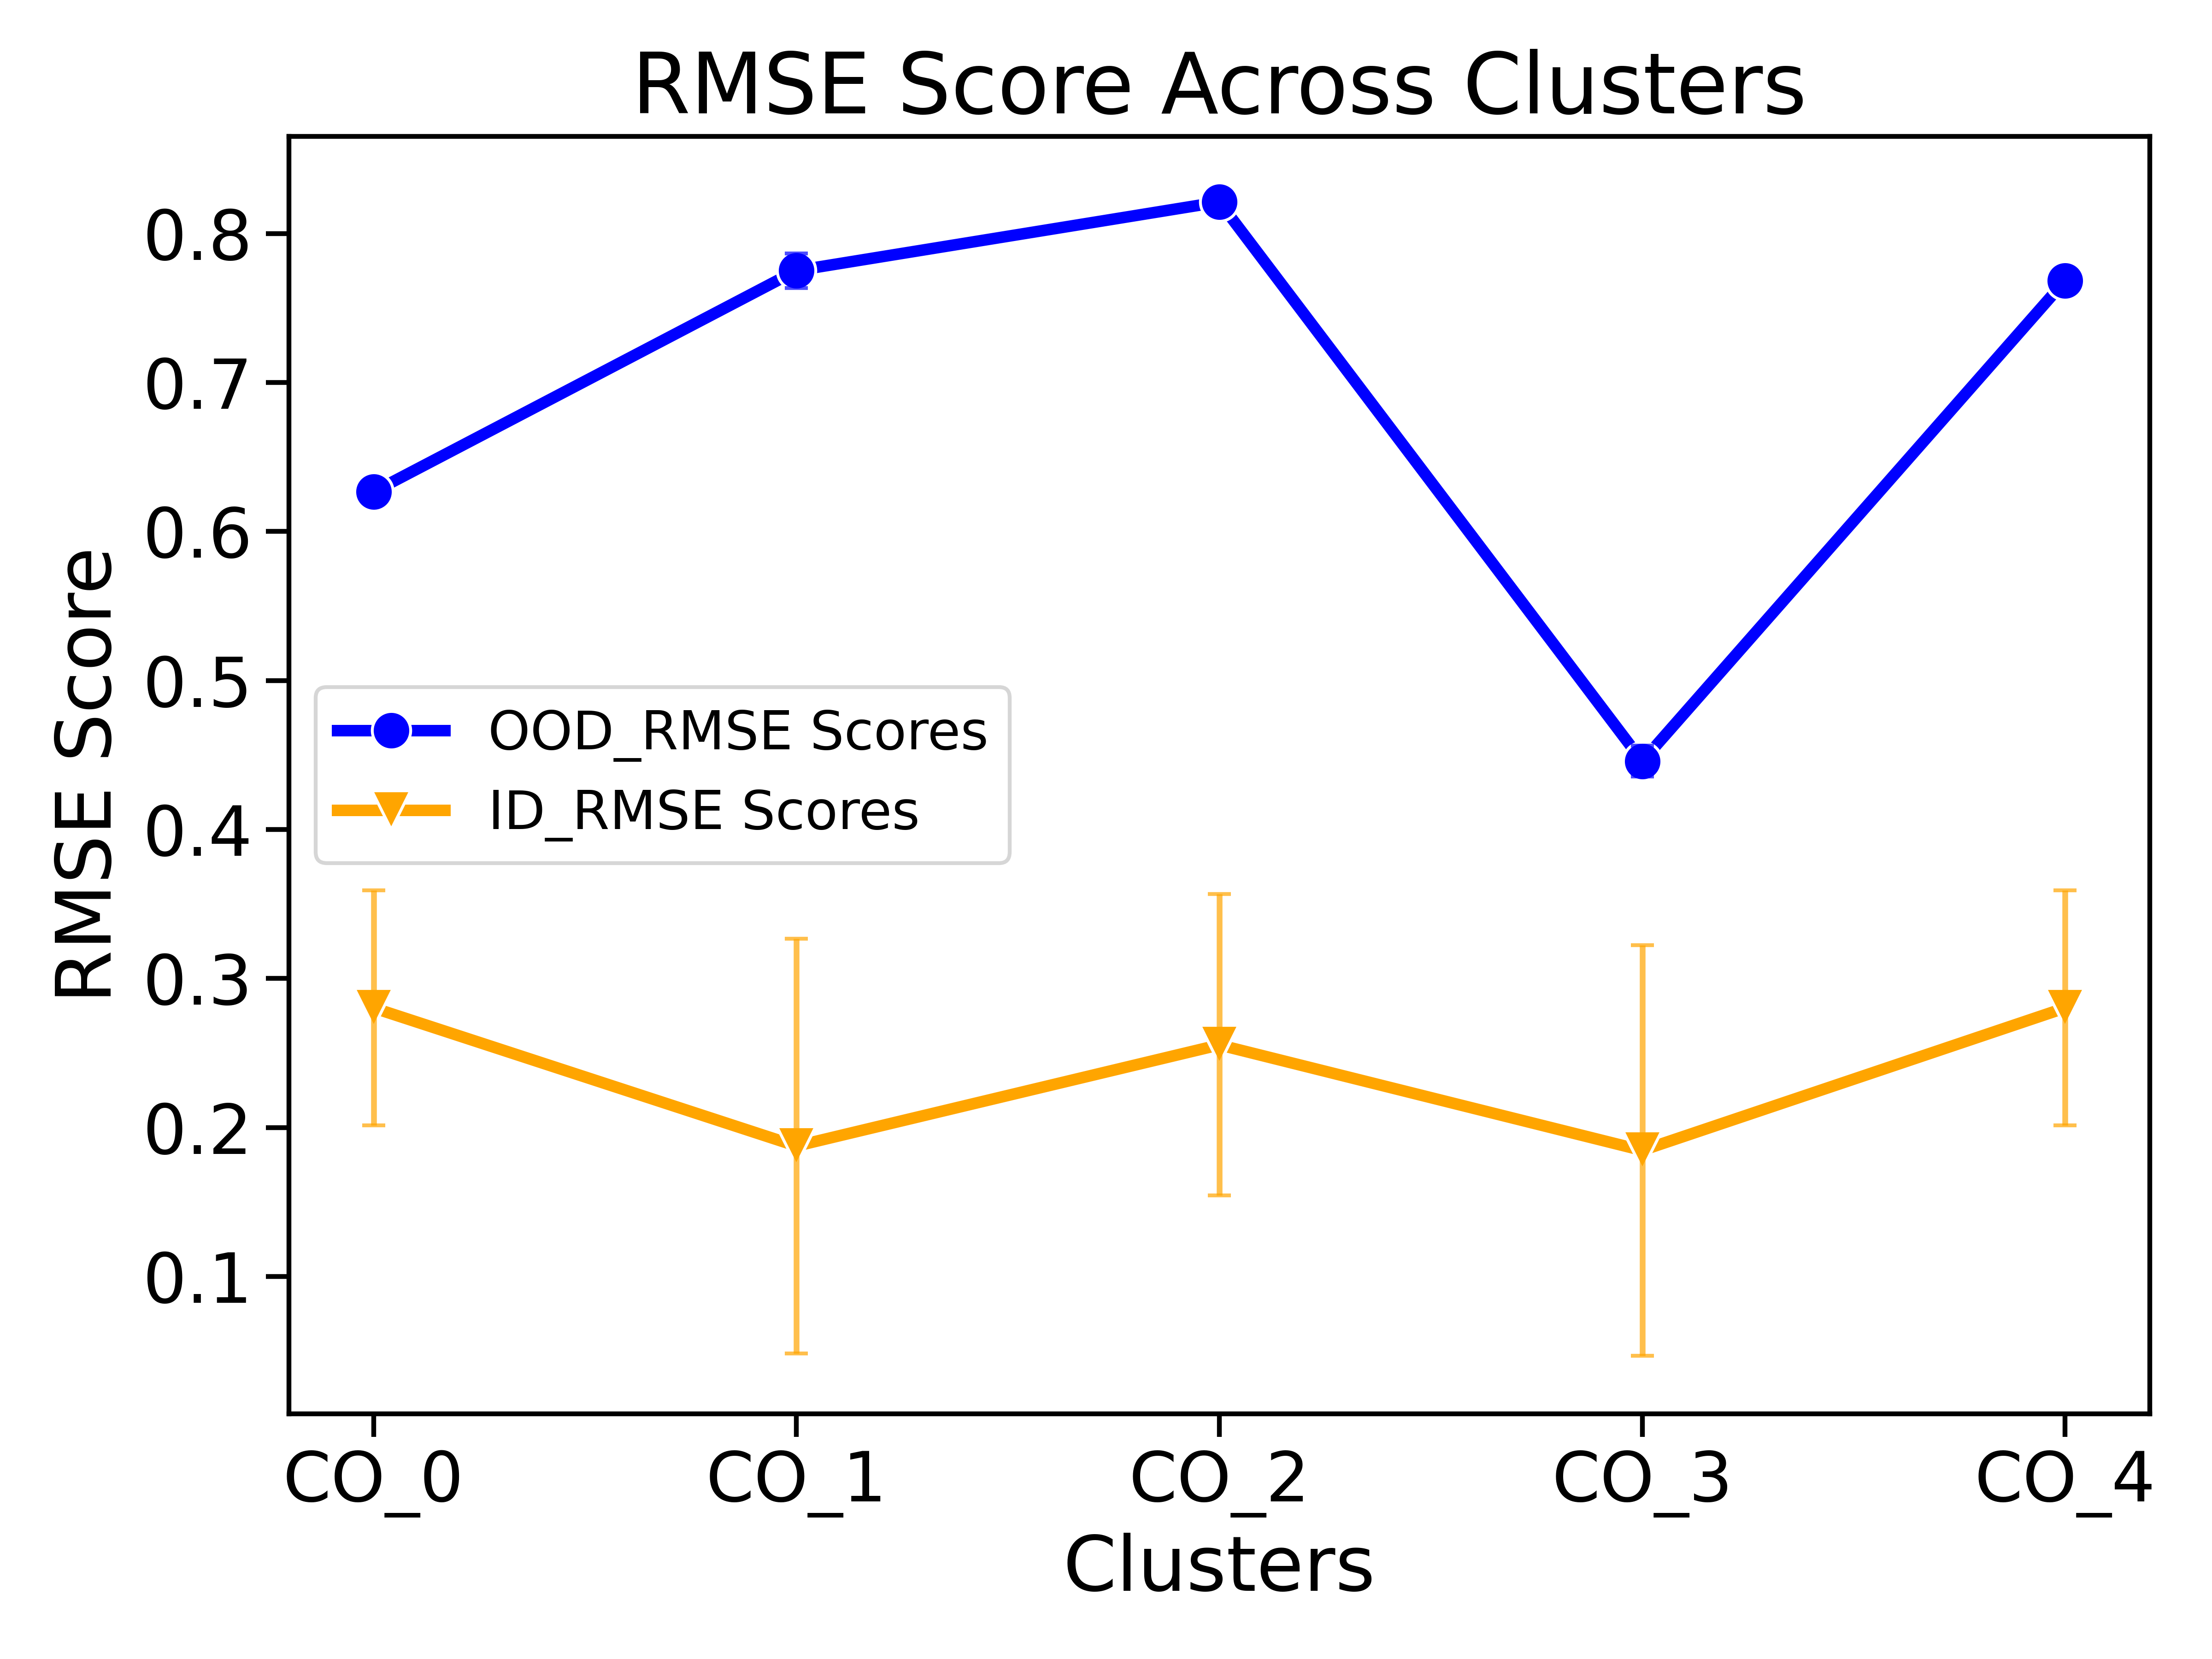 RMSE Score Across Clusters
RMSE Score
0.8
0.7
0.6
0.5
0.4
0.3
0.2
0.1
OOD_RMSE Scores
ID_RMSE Scores
CO_0 CO_1 CO_2 CO_3 CO_4
Clusters